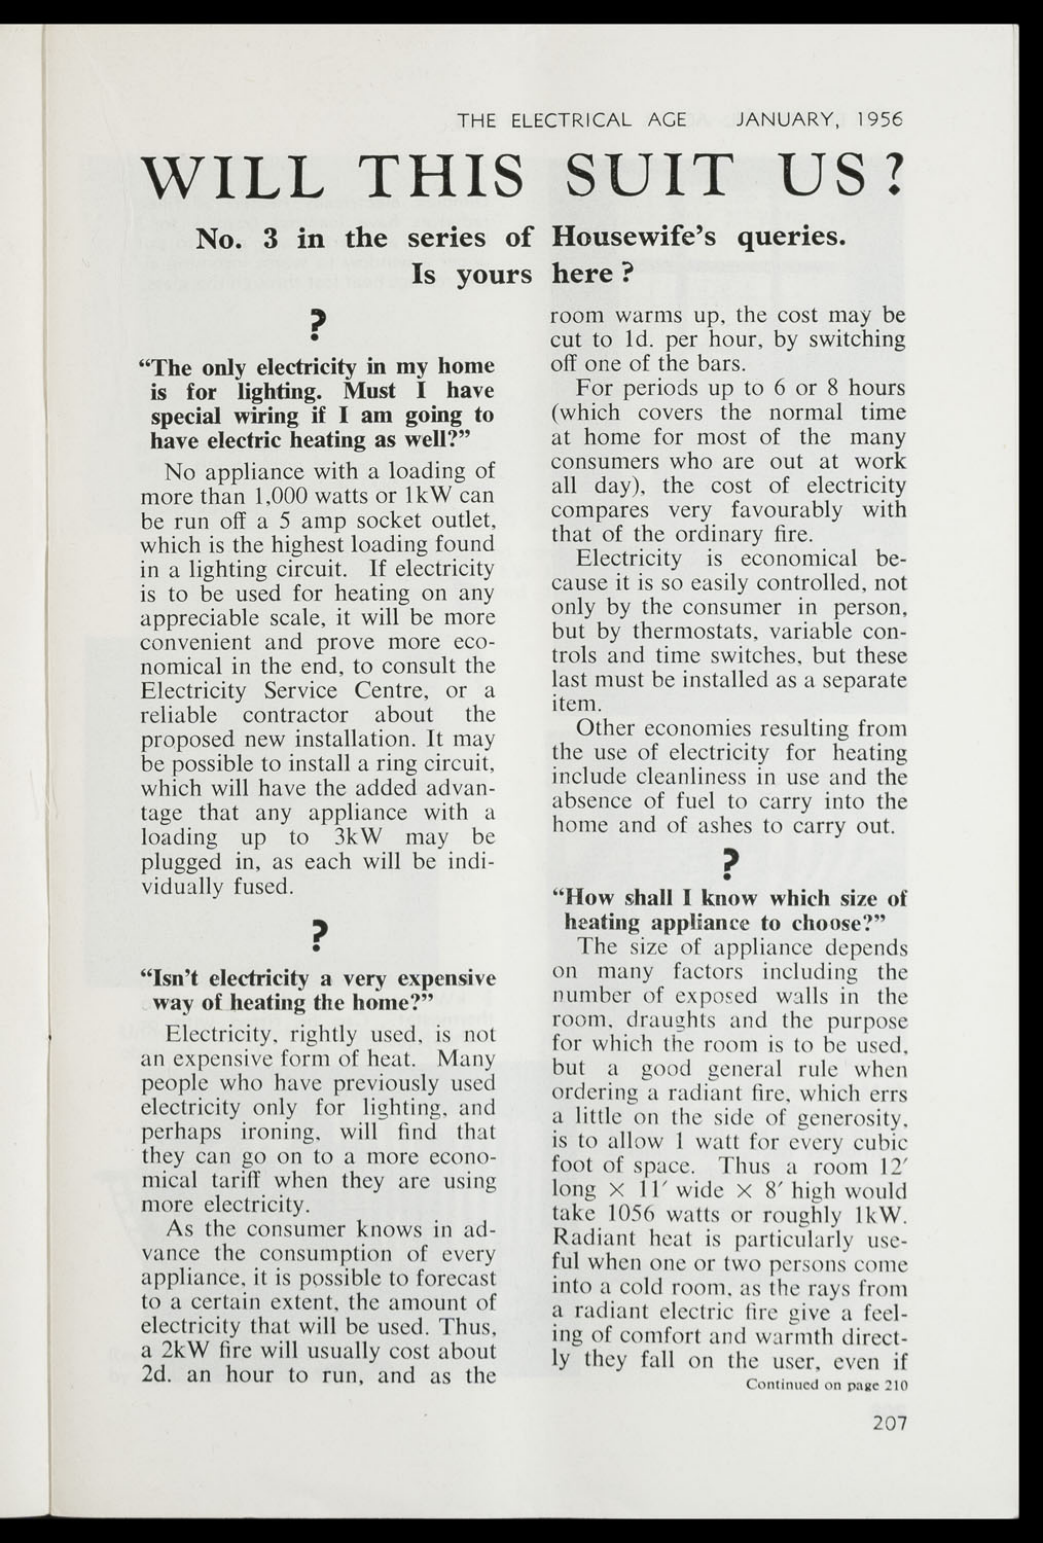 THE ELECTRICAL AGE JANUARY, 1956
WILL THIS SUIT US?
No. 3 in the series of Housewife's queries.
Is yours here ?
?
“The only electricity in my home
is for lighting. Must I have
special wiring if I am going to
have electric heating as well?”
No appliance with a loading of
more than 1,000 watts or 1kW can
be run off a 5 amp socket outlet,
which is the highest loading found
in a lighting circuit. If electricity
is to be used for heating on any
appreciable scale, it will be more
convenient and prove more eco-
nomical in the end, to consult the
Electricity Service Centre, or a
reliable contractor about the
proposed new installation. It may
be possible to install a ring circuit,
which will have the added advan-
tage that any appliance with a
loading up to 3kW may be
plugged in, as each will be indi-
vidually fused.
?
“Isn't electricity a very expensive
way of heating the home?”
Electricity, rightly used, is not
an expensive form of heat. Many
people who have previously used
electricity only for lighting, and
perhaps ironing, will find that
they can go on to a more econo-
mical tariff when they are using
more electricity.
As the consumer knows in ad-
vance the consumption of every
appliance, it is possible to forecast
to a certain extent, the amount of
electricity that will be used. Thus,
a 2kW fire will usually cost about
2d. an hour to run, and as the
room warms up, the cost may be
cut to 1d. per hour, by switching
off one of the bars.
For periods up to 6 or 8 hours
(which covers the normal time
at home for most of the many
consumers who are out at work
all day), the cost of electricity
compares very favourably with
that of the ordinary fire.
Electricity is economical be-
cause it is so easily controlled, not
only by the consumer in person,
but by thermostats, variable con-
trols and time switches, but these
last must be installed as a separate
item.
Other economies resulting from
the use of electricity for heating
include cleanliness in use and the
absence of fuel to carry into the
home and of ashes to carry out.
?
“How shall I know which size of
heating appliance to choose?”
The size of appliance depends
on many factors including the
number of exposed walls in the
room, draughts and the purpose
for which the room is to be used,
but a good general rule when
ordering a radiant fire, which errs
a little on the side of generosity,
is to allow 1 watt for every cubic
foot of space. Thus a room 12′
long × 11′ wide × 8′ high would
take 1056 watts or roughly 1kW.
Radiant heat is particularly use-
ful when one or two persons come
into a cold room, as the rays from
a radiant electric fire give a feel-
ing of comfort and warmth direct-
ly they fall on the user, even if
Continued on page 210
207